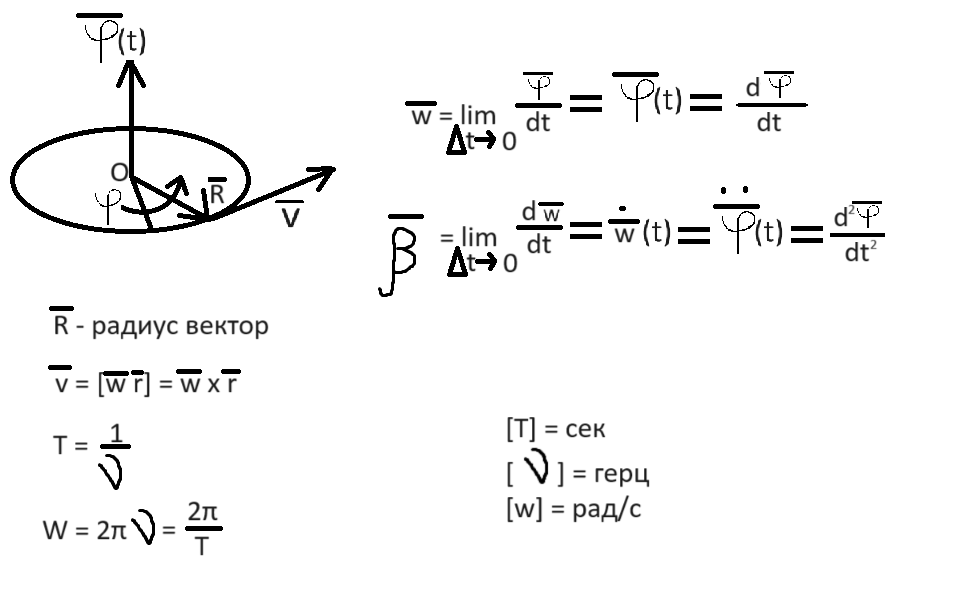 φ̅(t)
w̅ = lim Δt→0 φ̅/dt = φ̅(t) = dφ̅/dt
O
φ
R̅
v̅
β̅ = lim Δt→0 dw̅/dt = ẇ̅(t) = φ̅̈(t) = d²φ̅/dt²
R̅ - радиус вектор
v̅ = [w̅ r̅] = w̅ x r̅
T = 1/ν
W = 2π ν = 2π/T
[T] = сек
[ν] = герц
[w] = рад/с